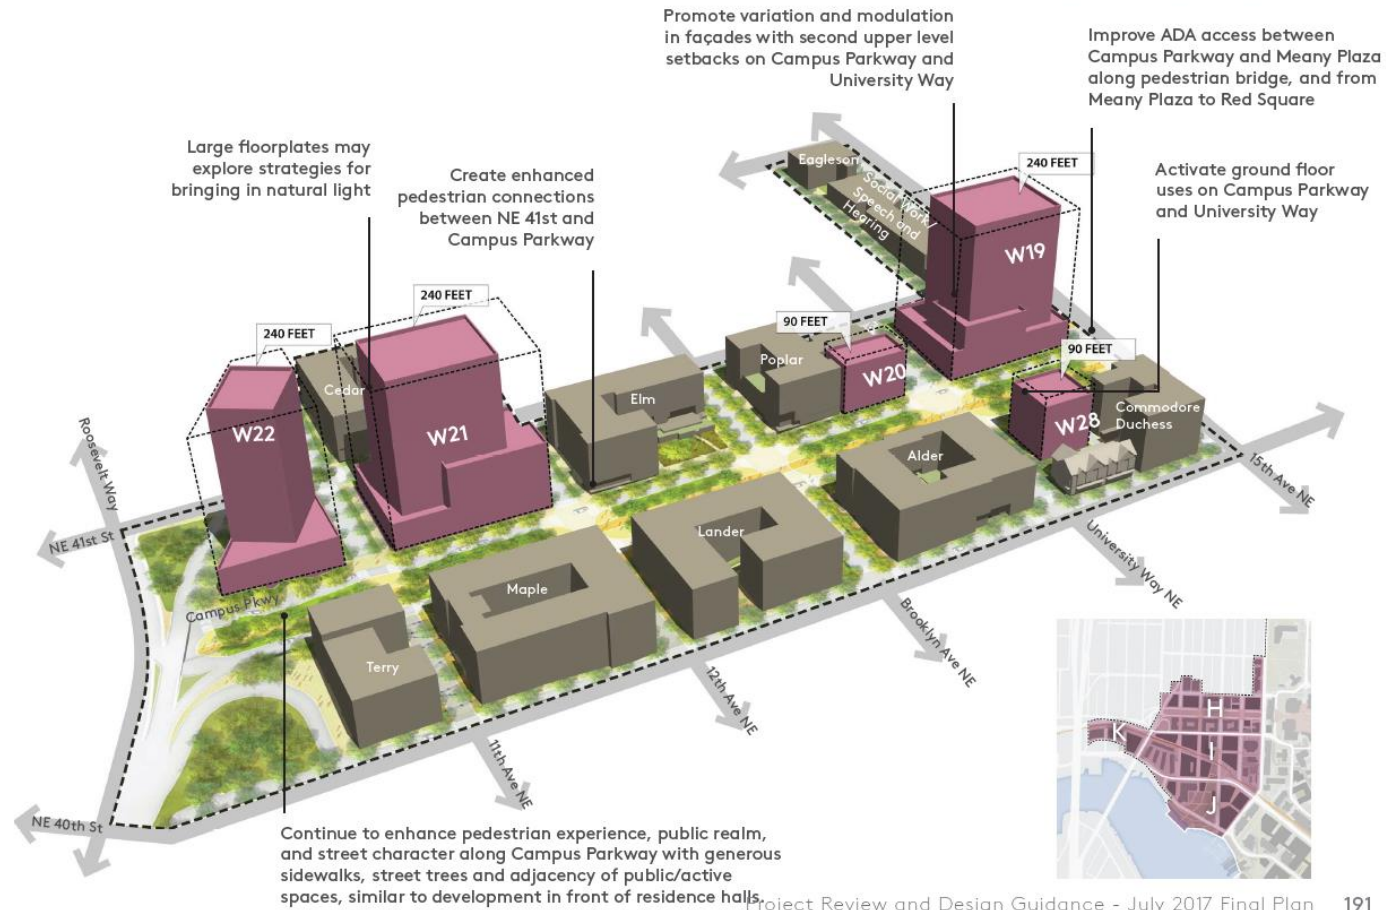 Promote variation and modulation
in façades with second upper level
setbacks on Campus Parkway and
University Way
Improve ADA access between
Campus Parkway and Meany Plaza
along pedestrian bridge, and from
Meany Plaza to Red Square
Large floorplates may
explore strategies for
bringing in natural light
Create enhanced
pedestrian connections
between NE 41st and
Campus Parkway
Activate ground floor
uses on Campus Parkway
and University Way
Eagleson
Social Work/
Speech and
Hearing
240 FEET
W19
240 FEET
W21
240 FEET
W22
Cedar
Elm
Poplar
90 FEET
W20
90 FEET
W28
Commodore
Duchess
Alder
Lander
Maple
Terry
Roosevelt Way
NE 41st St
Campus Pkwy
NE 40th St
11th Ave NE
12th Ave NE
Brooklyn Ave NE
University Way NE
15th Ave NE
H
K
I
J
Continue to enhance pedestrian experience, public realm,
and street character along Campus Parkway with generous
sidewalks, street trees and adjacency of public/active
spaces, similar to development in front of residence halls.
Project Review and Design Guidance - July 2017 Final Plan 191